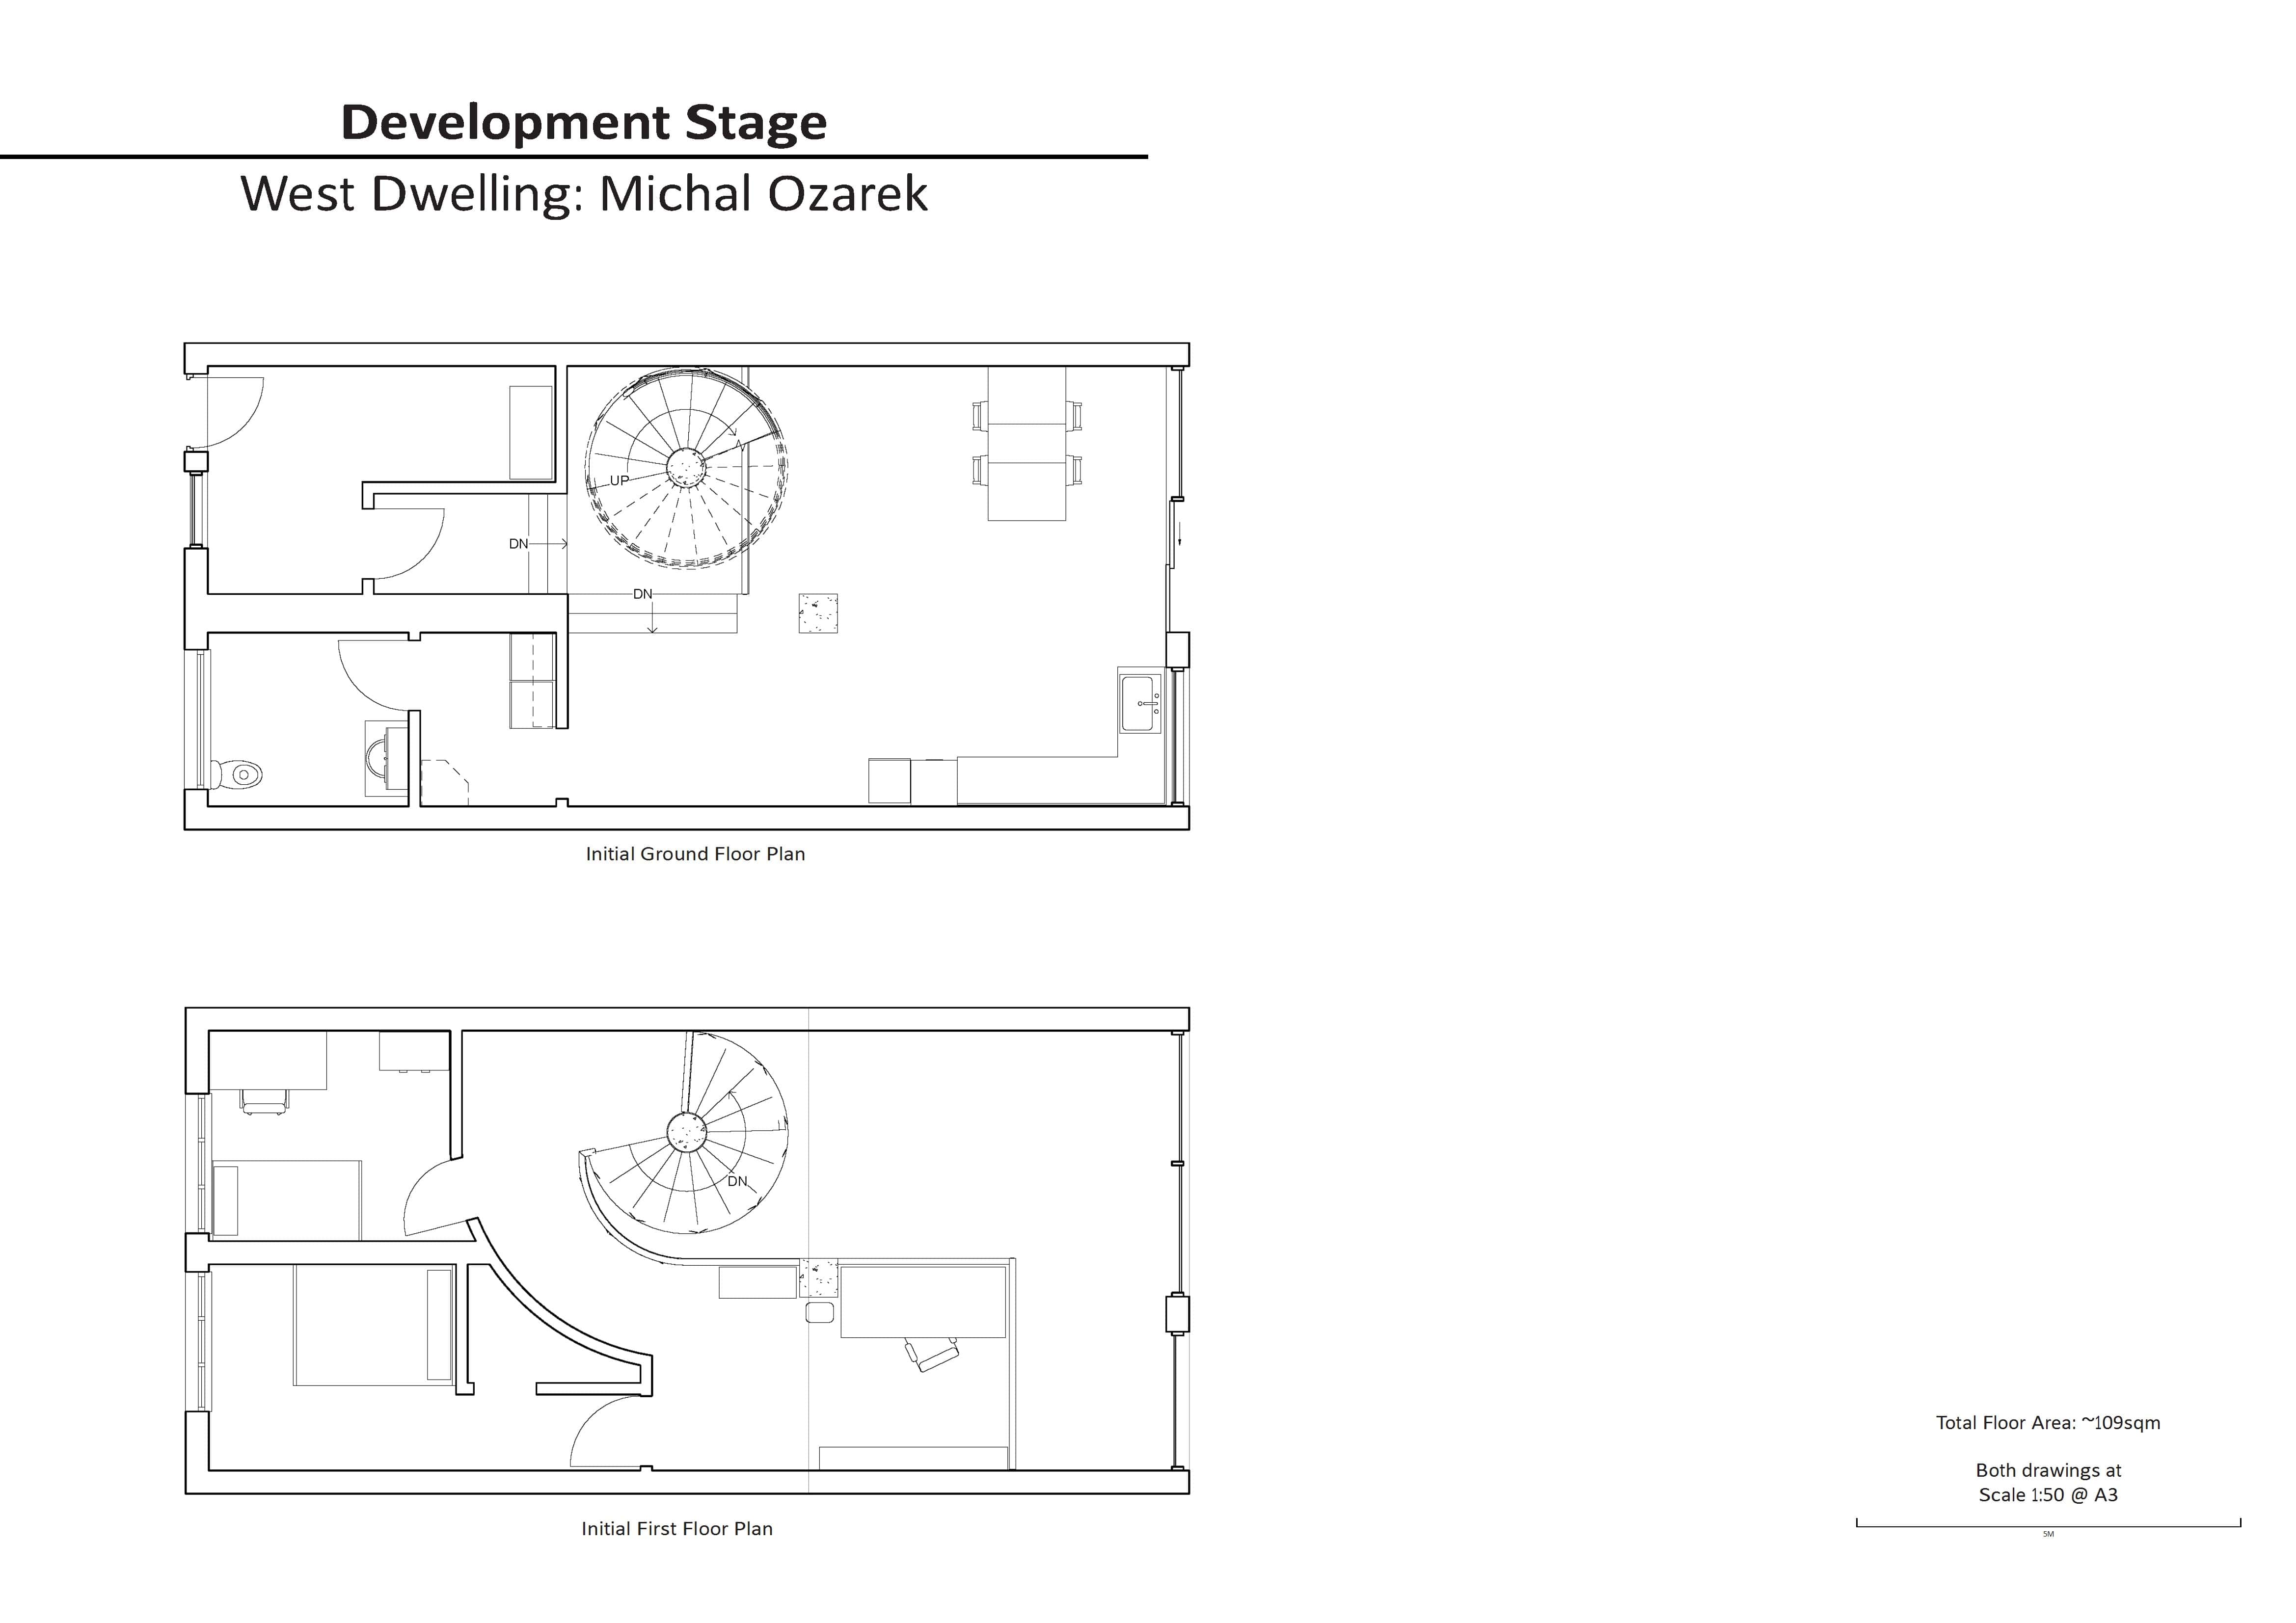 Development Stage
West Dwelling: Michal Ozarek
UP
DN
DN
Initial Ground Floor Plan
DN
Initial First Floor Plan
Total Floor Area: ~109sqm
Both drawings at
Scale 1:50 @ A3
5M